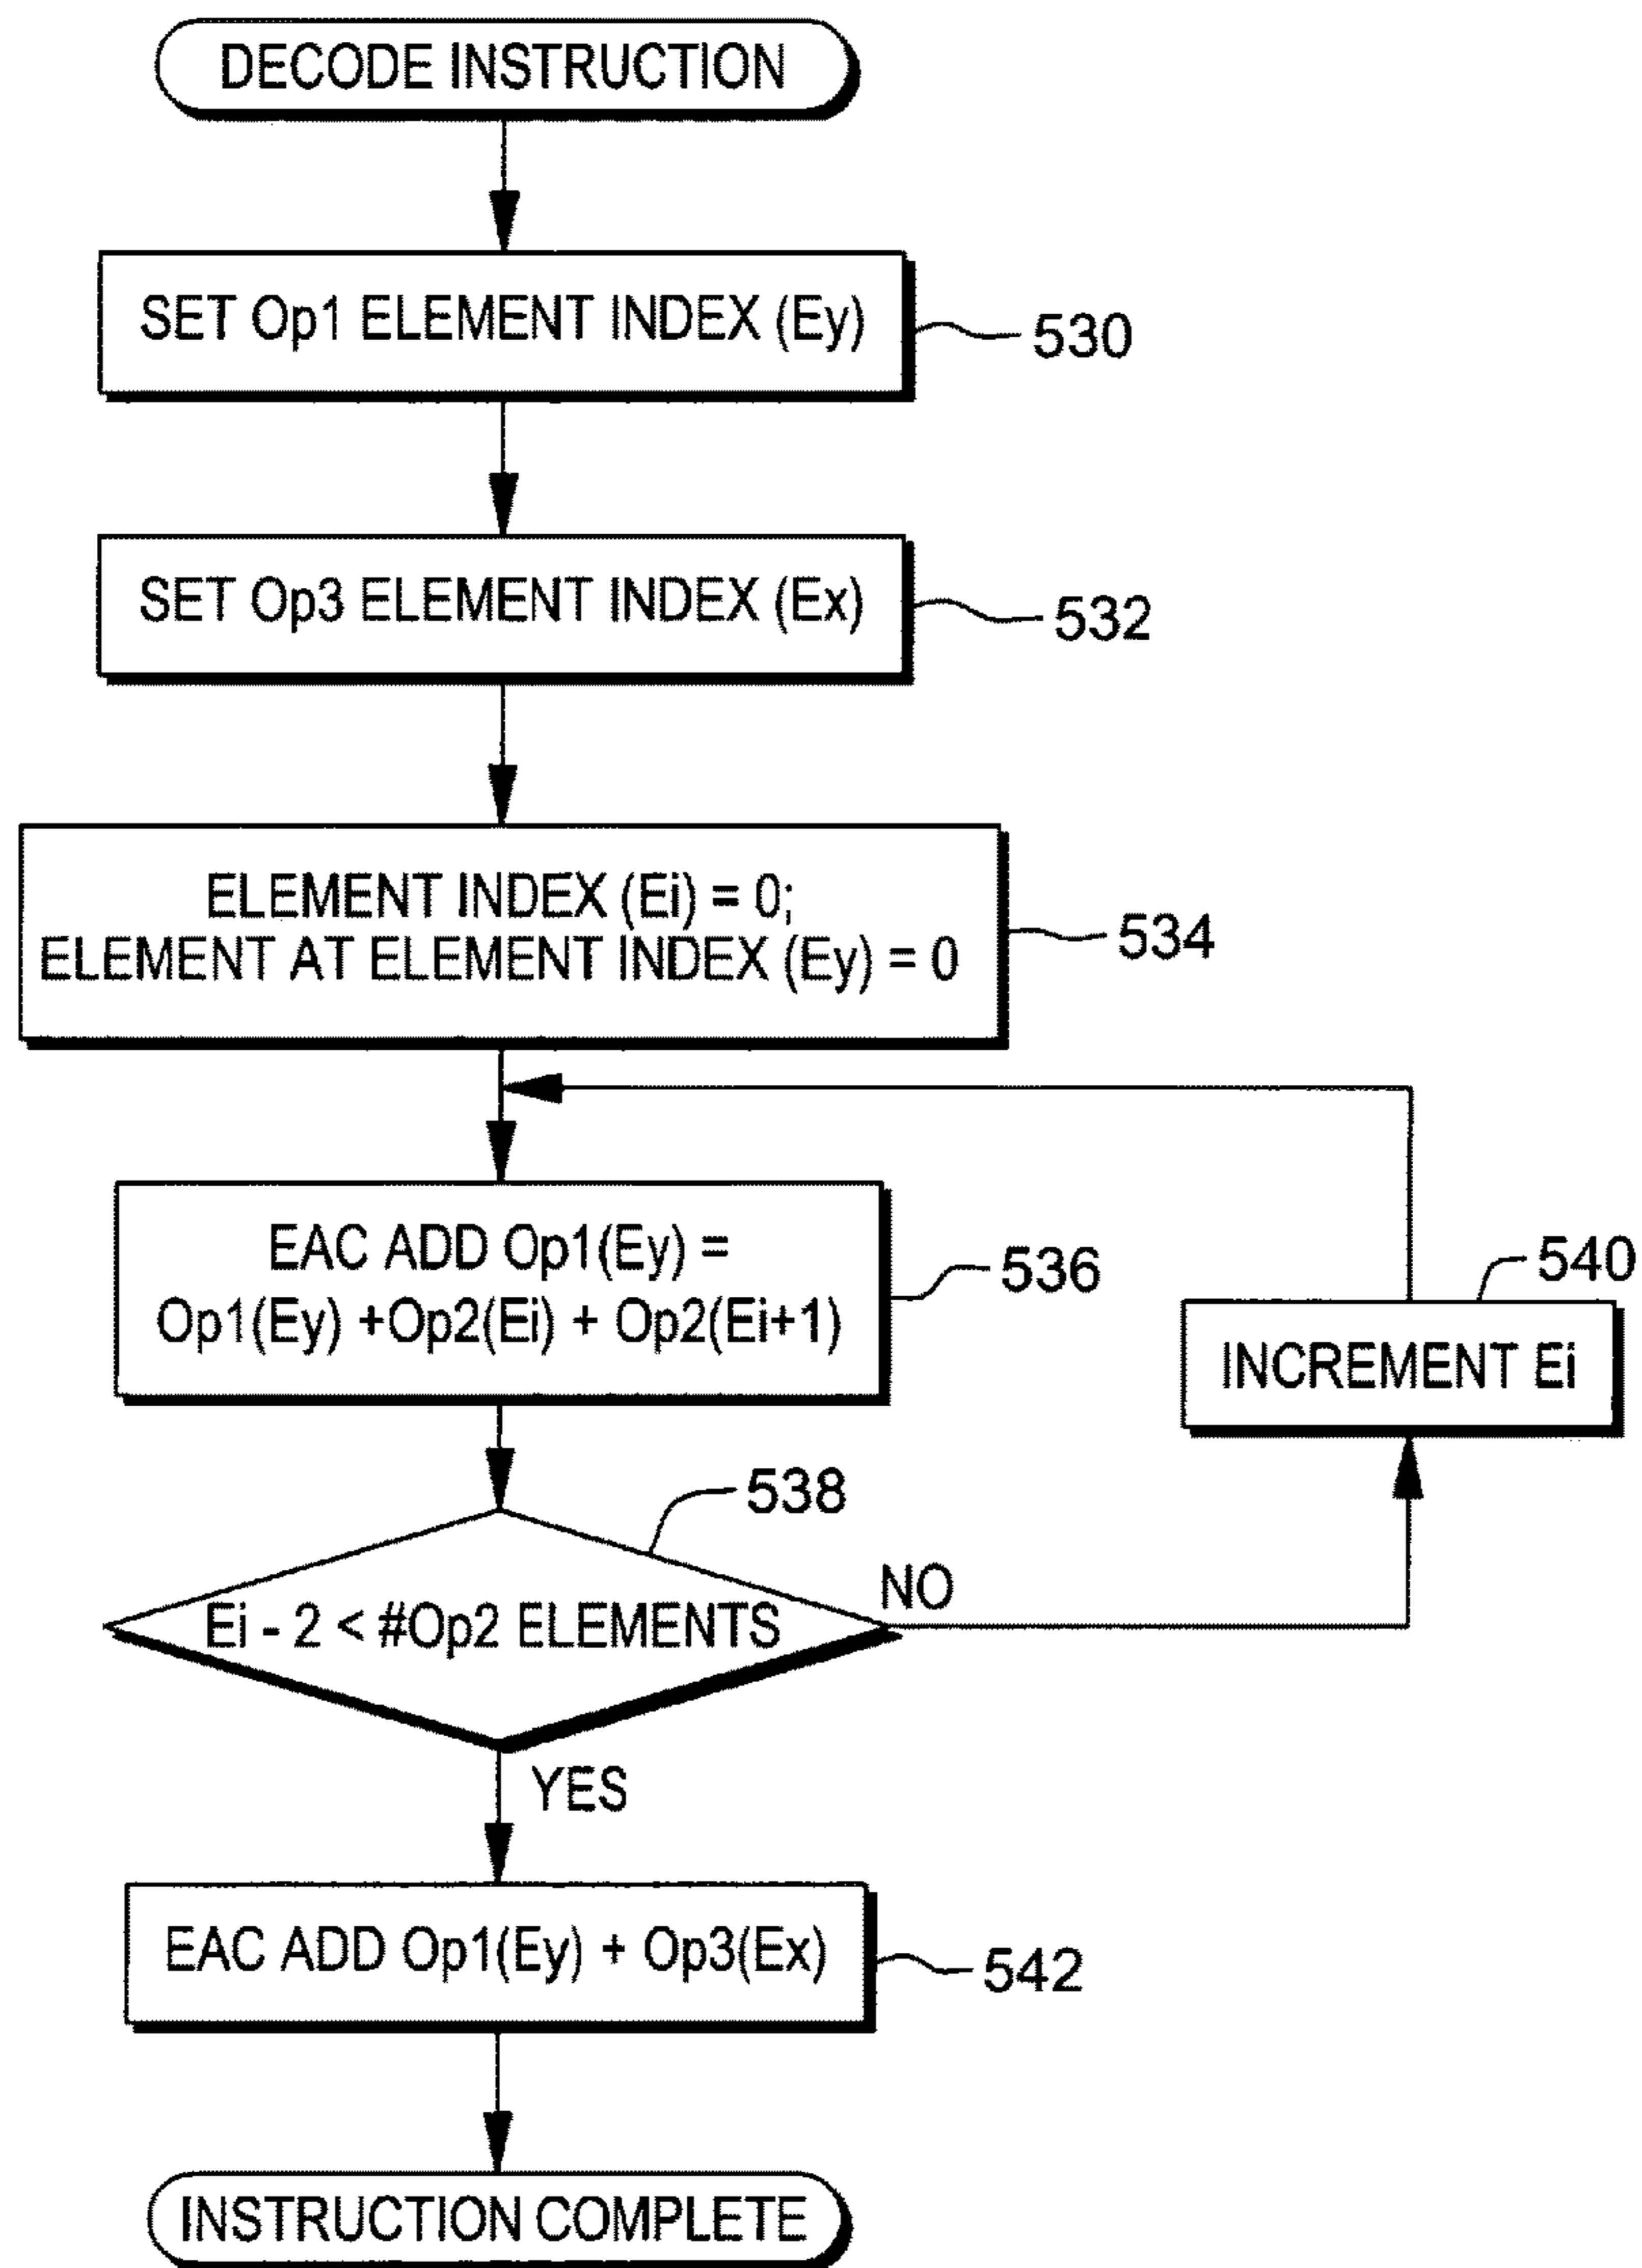 DECODE INSTRUCTION
SET Op1 ELEMENT INDEX (Ey)
530
SET Op3 ELEMENT INDEX (Ex)
532
ELEMENT INDEX (Ei) = 0;
ELEMENT AT ELEMENT INDEX (Ey) = 0
534
EAC ADD Op1(Ey) =
Op1(Ey) +Op2(Ei) + Op2(Ei+1)
536
540
INCREMENT Ei
538
Ei - 2 < #Op2 ELEMENTS
NO
YES
EAC ADD Op1(Ey) + Op3(Ex)
542
INSTRUCTION COMPLETE